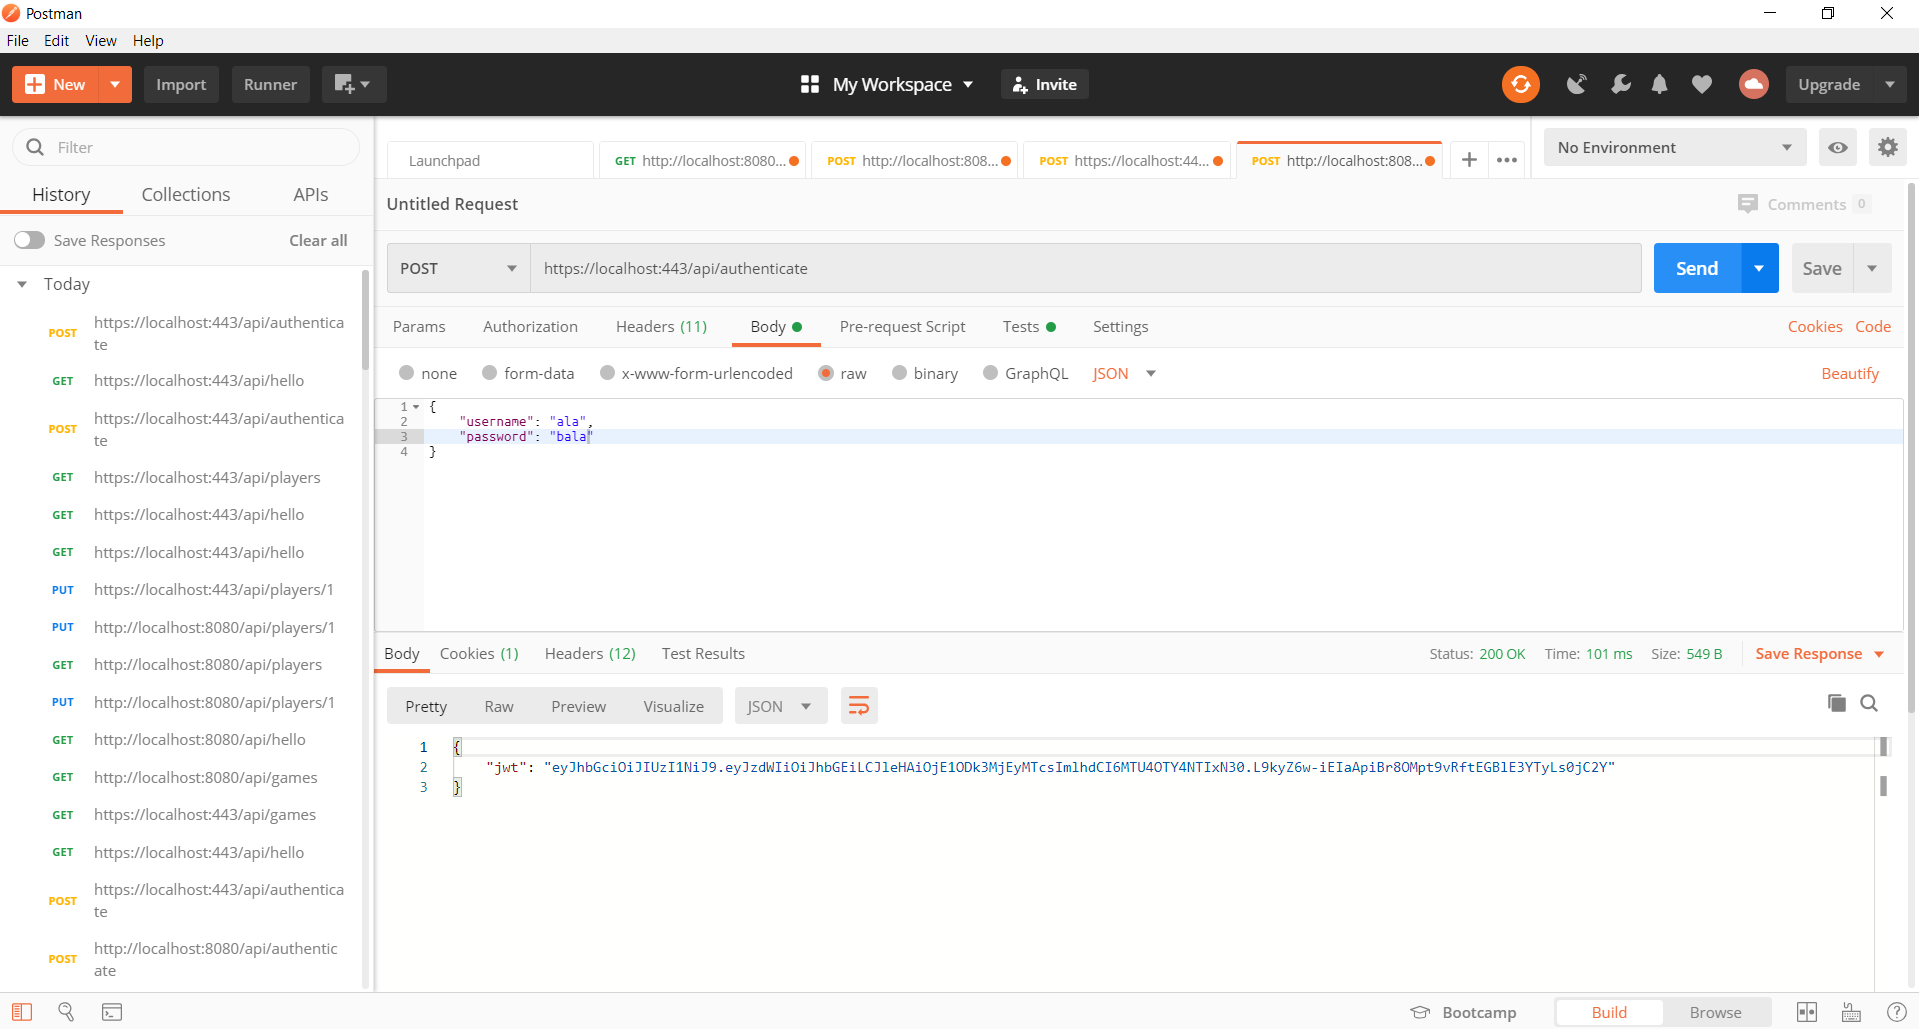 Postman
File Edit View Help
New Import Runner My Workspace Invite Upgrade
Filter
History Collections APIs
Save Responses Clear all
Today
POST https://localhost:443/api/authentica
te
GET https://localhost:443/api/hello
POST https://localhost:443/api/authentica
te
GET https://localhost:443/api/players
GET https://localhost:443/api/hello
GET https://localhost:443/api/hello
PUT https://localhost:443/api/players/1
PUT http://localhost:8080/api/players/1
GET http://localhost:8080/api/players
PUT http://localhost:8080/api/players/1
GET http://localhost:8080/api/hello
GET http://localhost:8080/api/games
GET https://localhost:443/api/games
GET https://localhost:443/api/hello
POST https://localhost:443/api/authentica
te
POST http://localhost:8080/api/authentic
ate
Launchpad GET http://localhost:8080... POST http://localhost:808... POST https://localhost:44... POST http://localhost:808... No Environment
Untitled Request Comments 0
POST https://localhost:443/api/authenticate Send Save
Params Authorization Headers (11) Body Pre-request Script Tests Settings Cookies Code
none form-data x-www-form-urlencoded raw binary GraphQL JSON Beautify
1 {
2 "username": "ala",
3 "password": "bala"
4 }
Body Cookies (1) Headers (12) Test Results Status: 200 OK Time: 101 ms Size: 549 B Save Response
Pretty Raw Preview Visualize JSON
1 {
2 "jwt": "eyJhbGciOiJIUzI1NiJ9.eyJzdWIiOiJhbGEiLCJleHAiOjE1ODk3MjEyMTcsImlhdCI6MTU4OTY4NTIxN30.L9kyZ6w-iEIaApiBr8OMpt9vRftEGBlE3YTyLs0jC2Y"
3 }
Bootcamp Build Browse